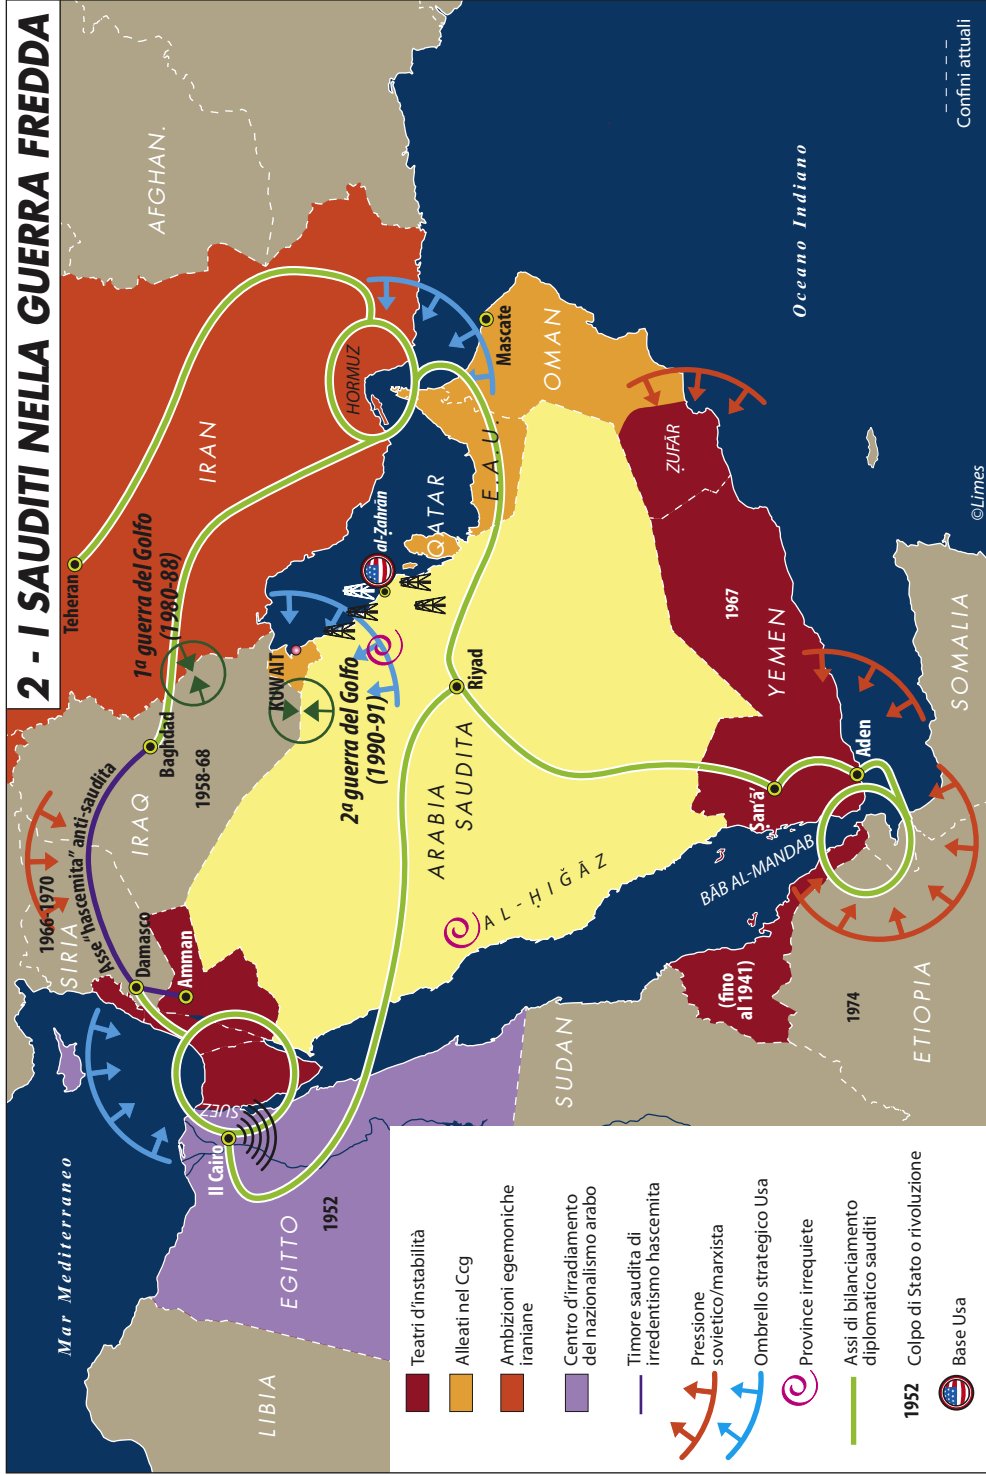 2 - I SAUDITI NELLA GUERRA FREDDA
Mar Mediterraneo
LIBIA
EGITTO
1952
Il Cairo
SUEZ
SIRIA
1966-1970
Asse "hascemita" anti-saudita
Damasco
Amman
IRAQ
1958-68
Baghdad
1ª guerra del Golfo
(1980-88)
Teheran
IRAN
AFGHAN.
KUWAIT
2ª guerra del Golfo
(1990-91)
al-Ẓahrān
QATAR
HORMUZ
E.A.U.
Mascate
OMAN
Riyad
ARABIA
SAUDITA
AL-ḤIǦĀZ
ẒUFĀR
YEMEN
1967
Ṣan'ā'
Aden
BĀB AL-MANDAB
SUDAN
(fino
al 1941)
1974
ETIOPIA
SOMALIA
Oceano Indiano
Confini attuali
©Limes
Teatri d'instabilità
Alleati nel Ccg
Ambizioni egemoniche
iraniane
Centro d'irradiamento
del nazionalismo arabo
Timore saudita di
irredentismo hascemita
Pressione
sovietico/marxista
Ombrello strategico Usa
Province irrequiete
Assi di bilanciamento
diplomatico sauditi
1952 Colpo di Stato o rivoluzione
Base Usa